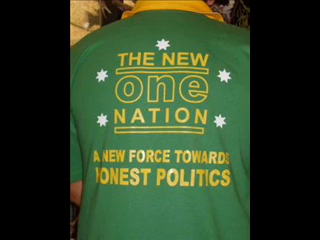 THE NEW
one
NATION
A NEW FORCE TOWARDS
HONEST POLITICS